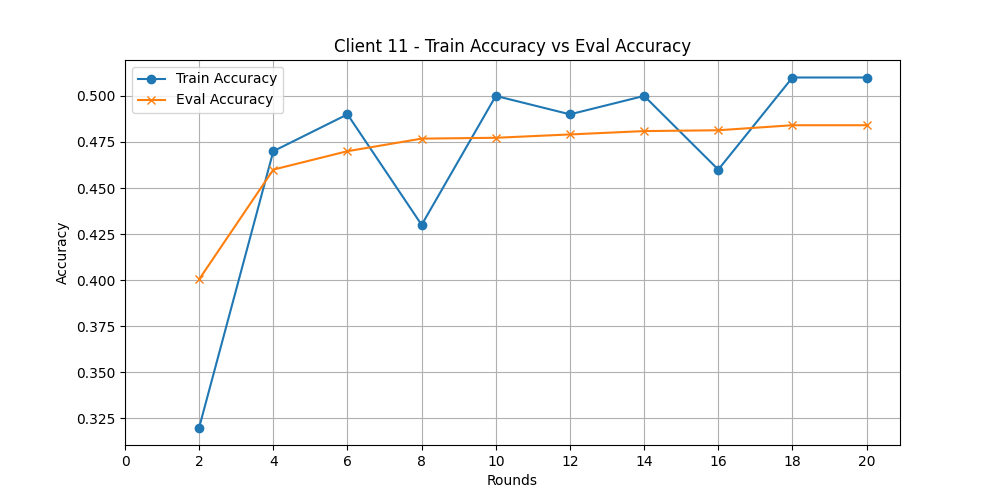 Client 11 - Train Accuracy vs Eval Accuracy
Train Accuracy
Eval Accuracy
0.500
0.475
0.450
0.425
0.400
0.375
0.350
0.325
Accuracy
0 2 4 6 8 10 12 14 16 18 20
Rounds